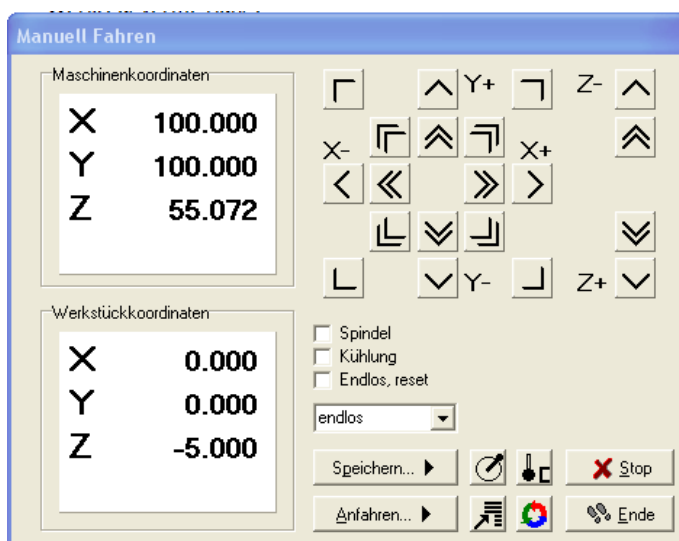 Manuell Fahren
Maschinenkoordinaten
X 100.000
Y 100.000
Z 55.072
Y+
Z-
X-
X+
Y-
Z+
Werkstückkoordinaten
X 0.000
Y 0.000
Z -5.000
Spindel
Kühlung
Endlos, reset
endlos
Speichern...
Stop
Anfahren...
Ende